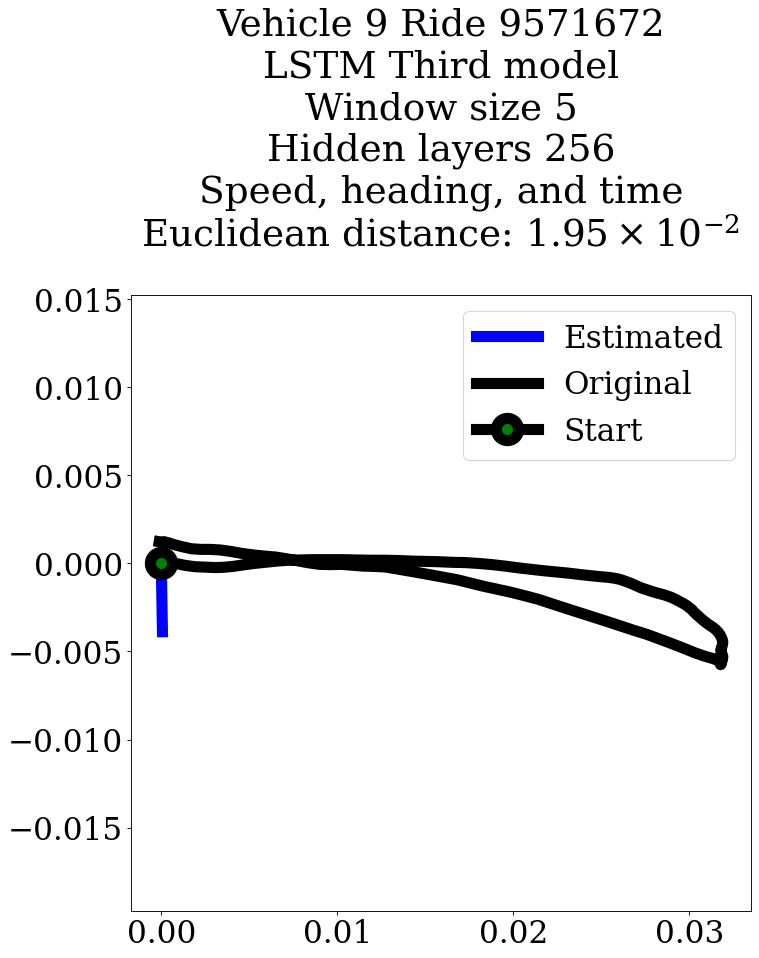 Vehicle 9 Ride 9571672
LSTM Third model
Window size 5
Hidden layers 256
Speed, heading, and time
Euclidean distance: 1.95 × 10⁻²
0.015
Estimated
0.010
Original
Start
0.005
0.000
−0.005
−0.010
−0.015
0.00 0.01 0.02 0.03